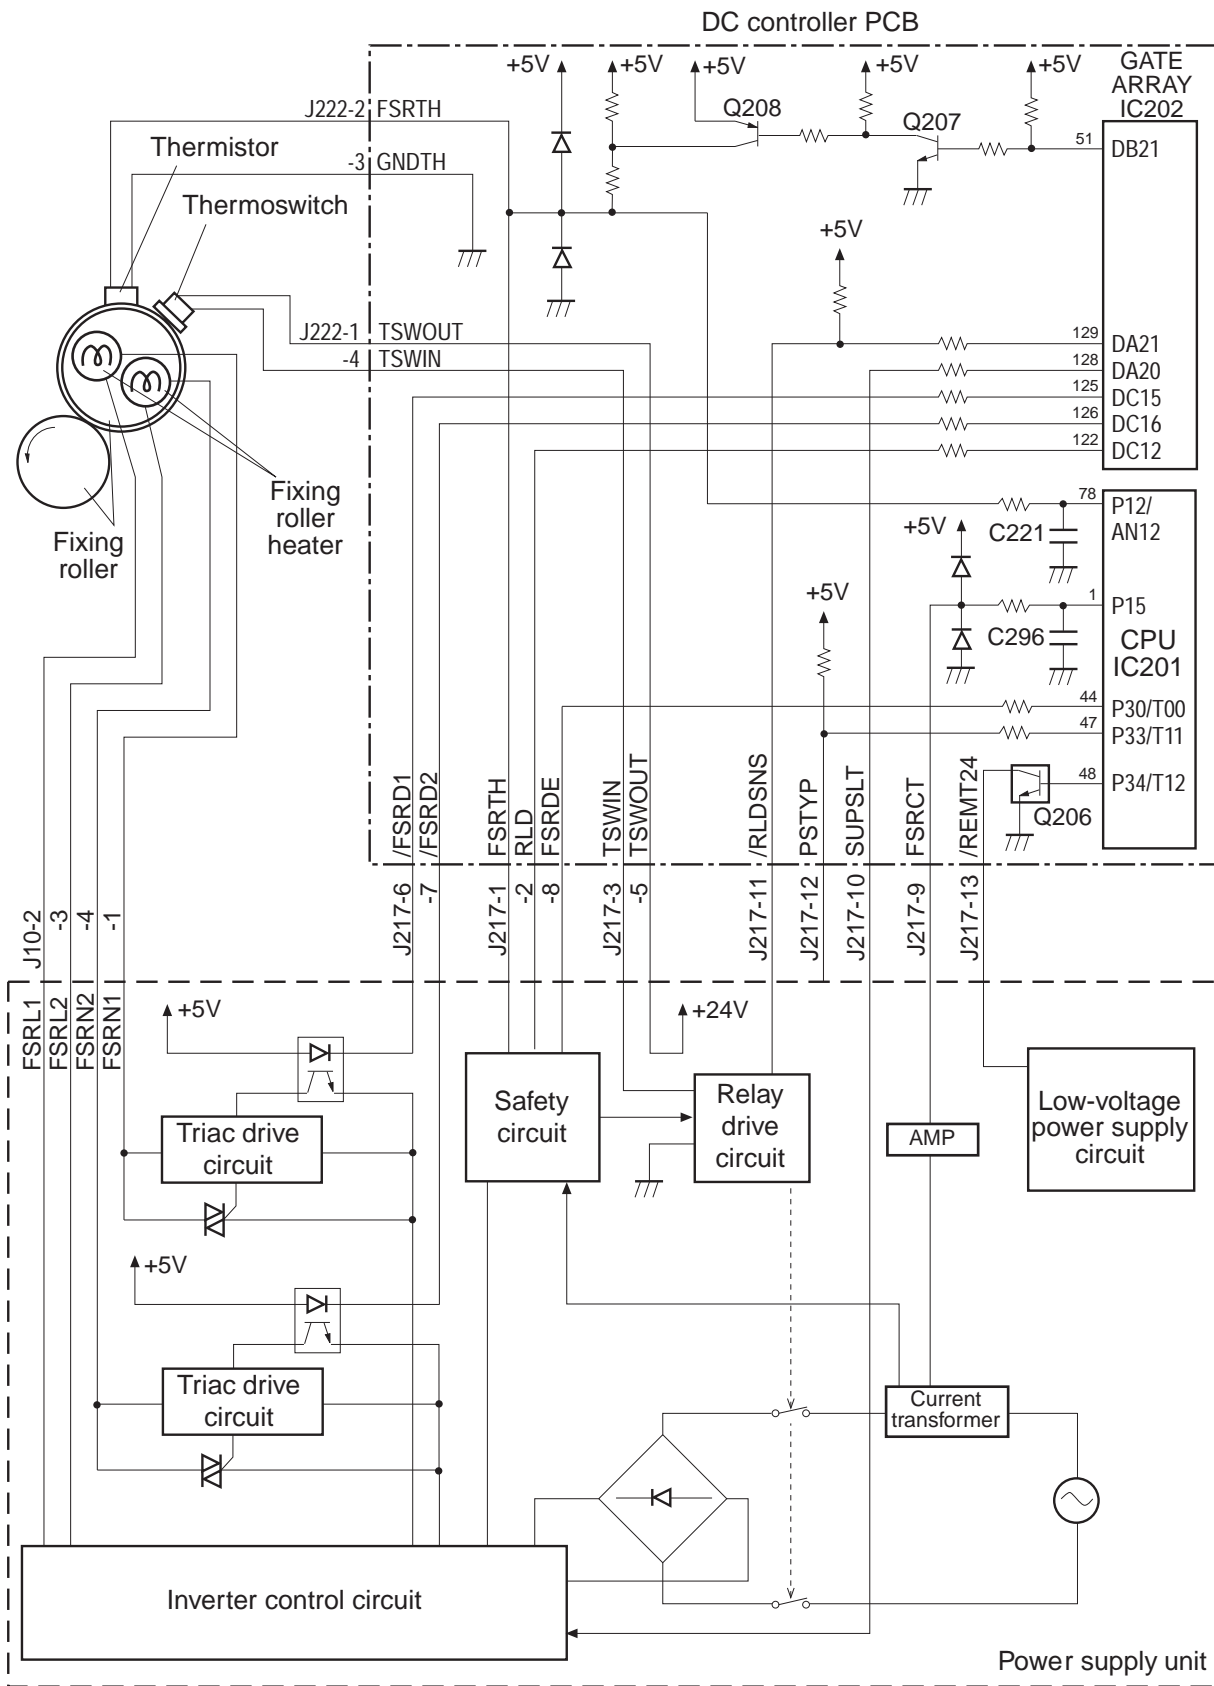 DC controller PCB
+5V
+5V
+5V
+5V
+5V
GATE
ARRAY
IC202
Q208
Q207
51
DB21
J222-2
FSRTH
Thermistor
-3
GNDTH
Thermoswitch
+5V
J222-1
TSWOUT
-4
TSWIN
129
DA21
128
DA20
125
DC15
126
DC16
122
DC12
Fixing
roller
heater
Fixing
roller
78
P12/
AN12
+5V
C221
+5V
1
P15
C296
CPU
IC201
44
P30/T00
47
P33/T11
48
P34/T12
Q206
/FSRD1
/FSRD2
FSRTH
RLD
FSRDE
TSWIN
TSWOUT
/RLDSNS
PSTYP
SUPSLT
FSRCT
/REMT24
J10-2
-3
-4
-1
J217-6
-7
J217-1
-2
-8
J217-3
-5
J217-11
J217-12
J217-10
J217-9
J217-13
FSRL1
FSRL2
FSRN2
FSRN1
+5V
+24V
Safety
circuit
Relay
drive
circuit
Low-voltage
power supply
circuit
AMP
Triac drive
circuit
+5V
Triac drive
circuit
Current
transformer
Inverter control circuit
Power supply unit